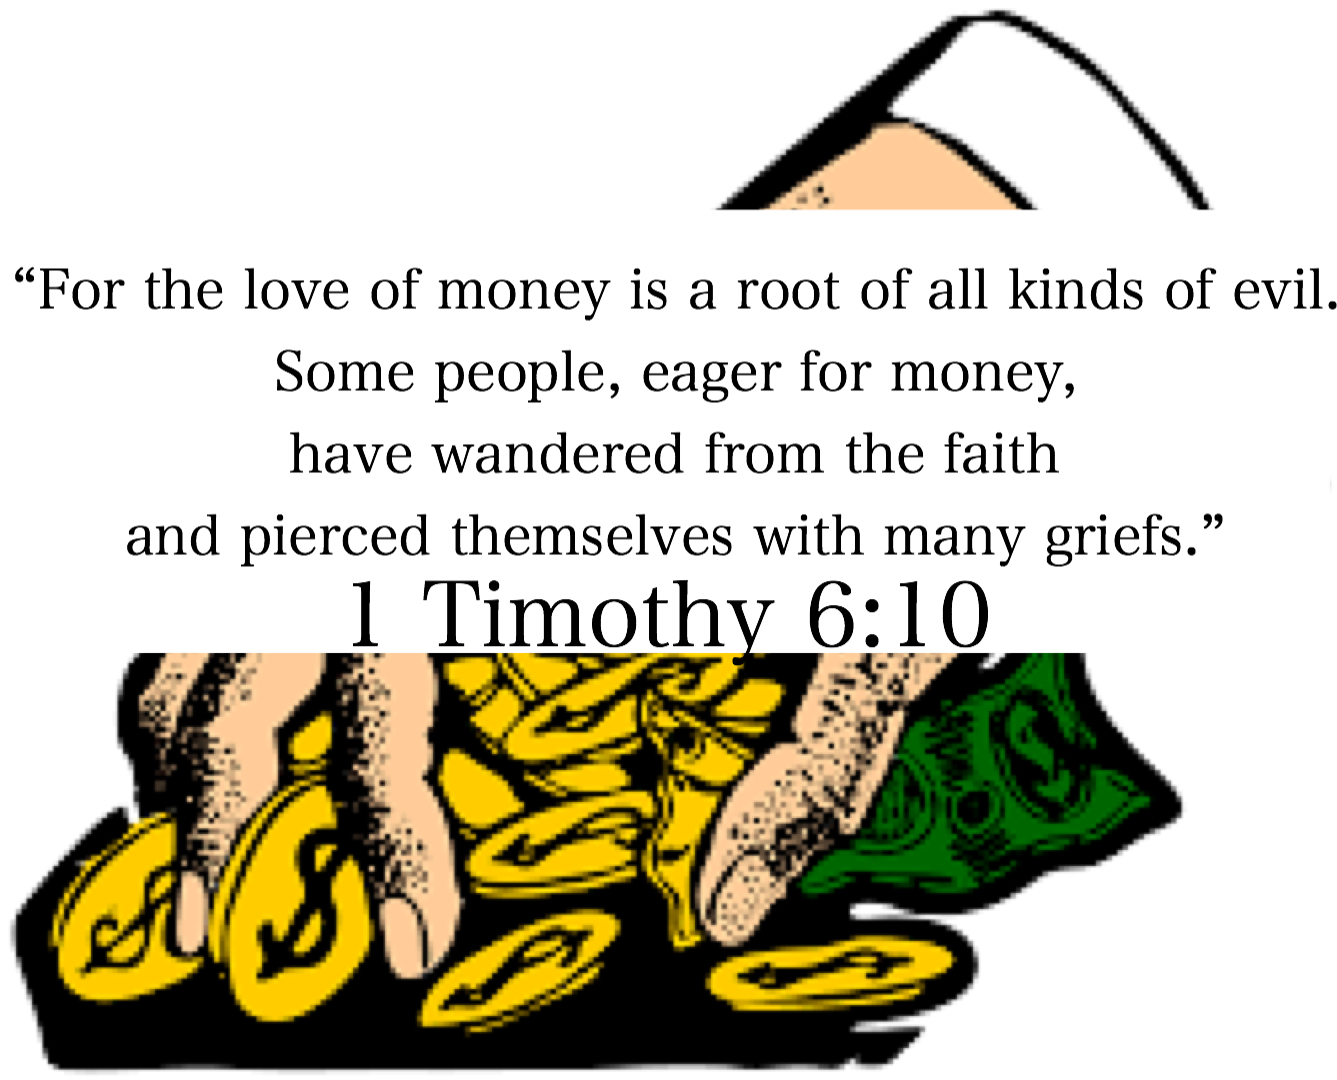 “For the love of money is a root of all kinds of evil.
Some people, eager for money,
have wandered from the faith
and pierced themselves with many griefs.”
1 Timothy 6:10